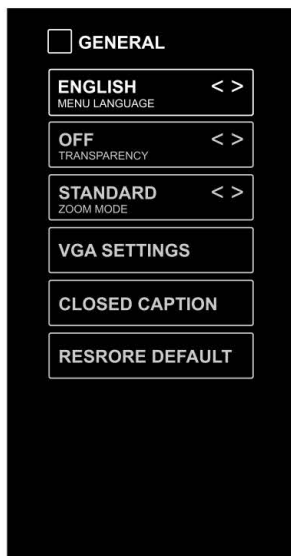 GENERAL
ENGLISH < >
MENU LANGUAGE
OFF < >
TRANSPARENCY
STANDARD < >
ZOOM MODE
VGA SETTINGS
CLOSED CAPTION
RESRORE DEFAULT